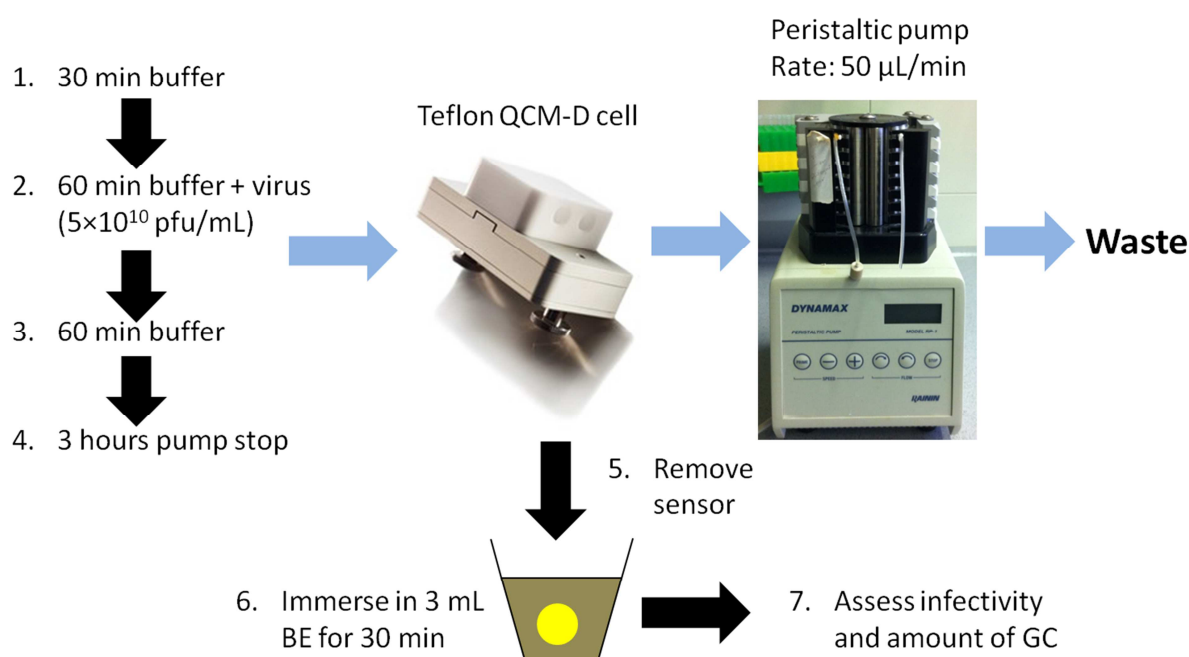 Peristaltic pump
Rate: 50 µL/min
1. 30 min buffer
Teflon QCM-D cell
2. 60 min buffer + virus
(5×10¹⁰ pfu/mL)
Waste
3. 60 min buffer
DYNAMAX
PERISTALTIC PUMP
SPEED
FLOW
RAININ
4. 3 hours pump stop
5. Remove
sensor
6. Immerse in 3 mL
BE for 30 min
7. Assess infectivity
and amount of GC